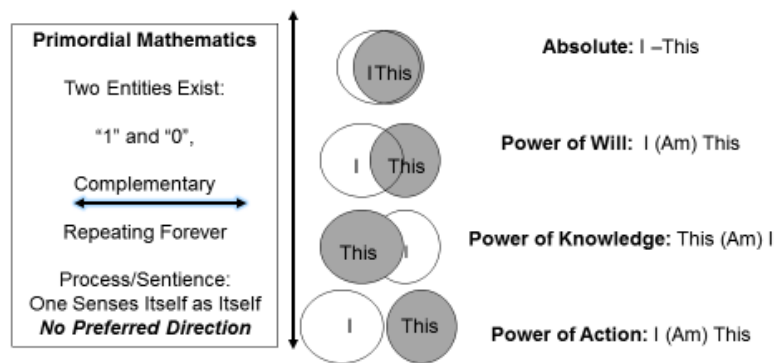 Primordial Mathematics
Two Entities Exist:
“1” and “0”,
Complementary
Repeating Forever
Process/Sentience:
One Senses Itself as Itself
No Preferred Direction
I This
Absolute: I –This
I This
Power of Will: I (Am) This
This I
Power of Knowledge: This (Am) I
I This
Power of Action: I (Am) This